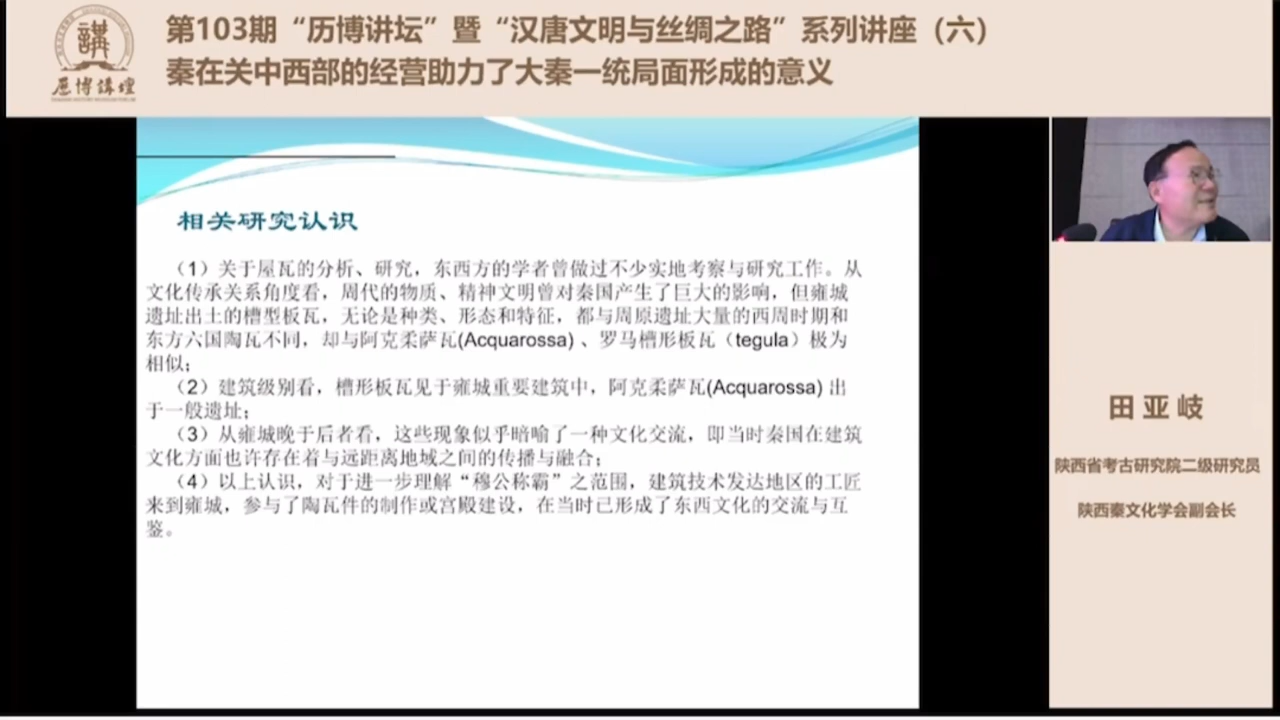 講
歷博講壇
第103期“历博讲坛”暨“汉唐文明与丝绸之路”系列讲座（六）
秦在关中西部的经营助力了大秦一统局面形成的意义
相关研究认识
（1）关于屋瓦的分析、研究，东西方的学者曾做过不少实地考察与研究工作。从
文化传承关系角度看，周代的物质、精神文明曾对秦国产生了巨大的影响，但雍城
遗址出土的槽型板瓦，无论是种类、形态和特征，都与周原遗址大量的西周时期和
东方六国陶瓦不同，却与阿克柔萨瓦(Acquarossa) 、罗马槽形板瓦（tegula）极为
相似；
（2）建筑级别看，槽形板瓦见于雍城重要建筑中，阿克柔萨瓦(Acquarossa) 出
于一般遗址；
（3）从雍城晚于后者看，这些现象似乎暗喻了一种文化交流，即当时秦国在建筑
文化方面也许存在着与远距离地域之间的传播与融合；
（4）以上认识，对于进一步理解“穆公称霸”之范围，建筑技术发达地区的工匠
来到雍城，参与了陶瓦件的制作或宫殿建设，在当时已形成了东西文化的交流与互
鉴。
田亚岐
陕西省考古研究院二级研究员
陕西秦文化学会副会长